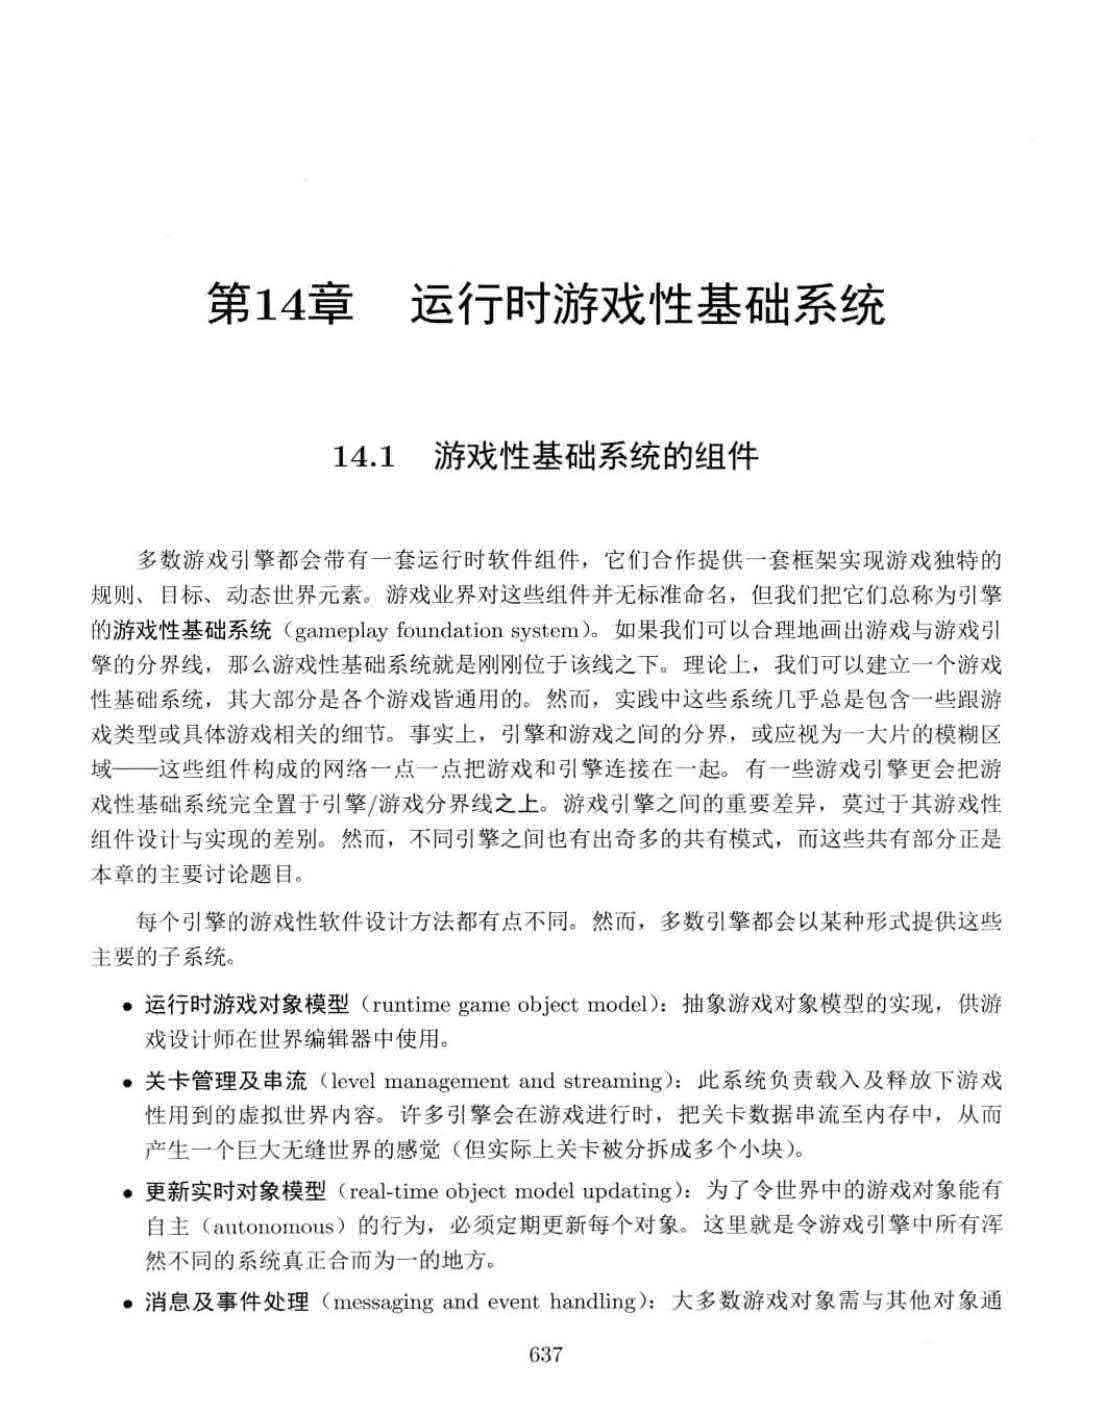 第14章 运行时游戏性基础系统
14.1 游戏性基础系统的组件
多数游戏引擎都会带有一套运行时软件组件，它们合作提供一套框架实现游戏独特的
规则、目标、动态世界元素。游戏业界对这些组件并无标准命名，但我们把它们总称为引擎
的游戏性基础系统（gameplay foundation system）。如果我们可以合理地画出游戏与游戏引
擎的分界线，那么游戏性基础系统就是刚刚位于该线之下。理论上，我们可以建立一个游戏
性基础系统，其大部分是各个游戏皆通用的。然而，实践中这些系统几乎总是包含一些跟游
戏类型或具体游戏相关的细节。事实上，引擎和游戏之间的分界，或应视为一大片的模糊区
域——这些组件构成的网络一点一点把游戏和引擎连接在一起。有一些游戏引擎更会把游
戏性基础系统完全置于引擎/游戏分界线之上。游戏引擎之间的重要差异，莫过于其游戏性
组件设计与实现的差别。然而，不同引擎之间也有出奇多的共有模式，而这些共有部分正是
本章的主要讨论题目。
每个引擎的游戏性软件设计方法都有点不同。然而，多数引擎都会以某种形式提供这些
主要的子系统。
• 运行时游戏对象模型（runtime game object model）：抽象游戏对象模型的实现，供游
戏设计师在世界编辑器中使用。
• 关卡管理及串流（level management and streaming）：此系统负责载入及释放下游戏
性用到的虚拟世界内容。许多引擎会在游戏进行时，把关卡数据串流至内存中，从而
产生一个巨大无缝世界的感觉（但实际上关卡被分拆成多个小块）。
• 更新实时对象模型（real-time object model updating）：为了令世界中的游戏对象能有
自主（autonomous）的行为，必须定期更新每个对象。这里就是令游戏引擎中所有浑
然不同的系统真正合而为一的地方。
• 消息及事件处理（messaging and event handling）：大多数游戏对象需与其他对象通
637